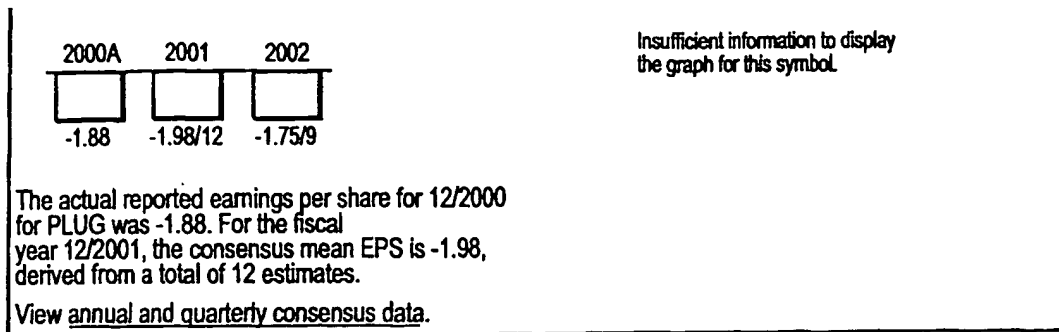 2000A 2001 2002
-1.88 -1.98/12 -1.75/9
Insufficient information to display
the graph for this symbol.
The actual reported earnings per share for 12/2000
for PLUG was -1.88. For the fiscal
year 12/2001, the consensus mean EPS is -1.98,
derived from a total of 12 estimates.
View annual and quarterly consensus data.